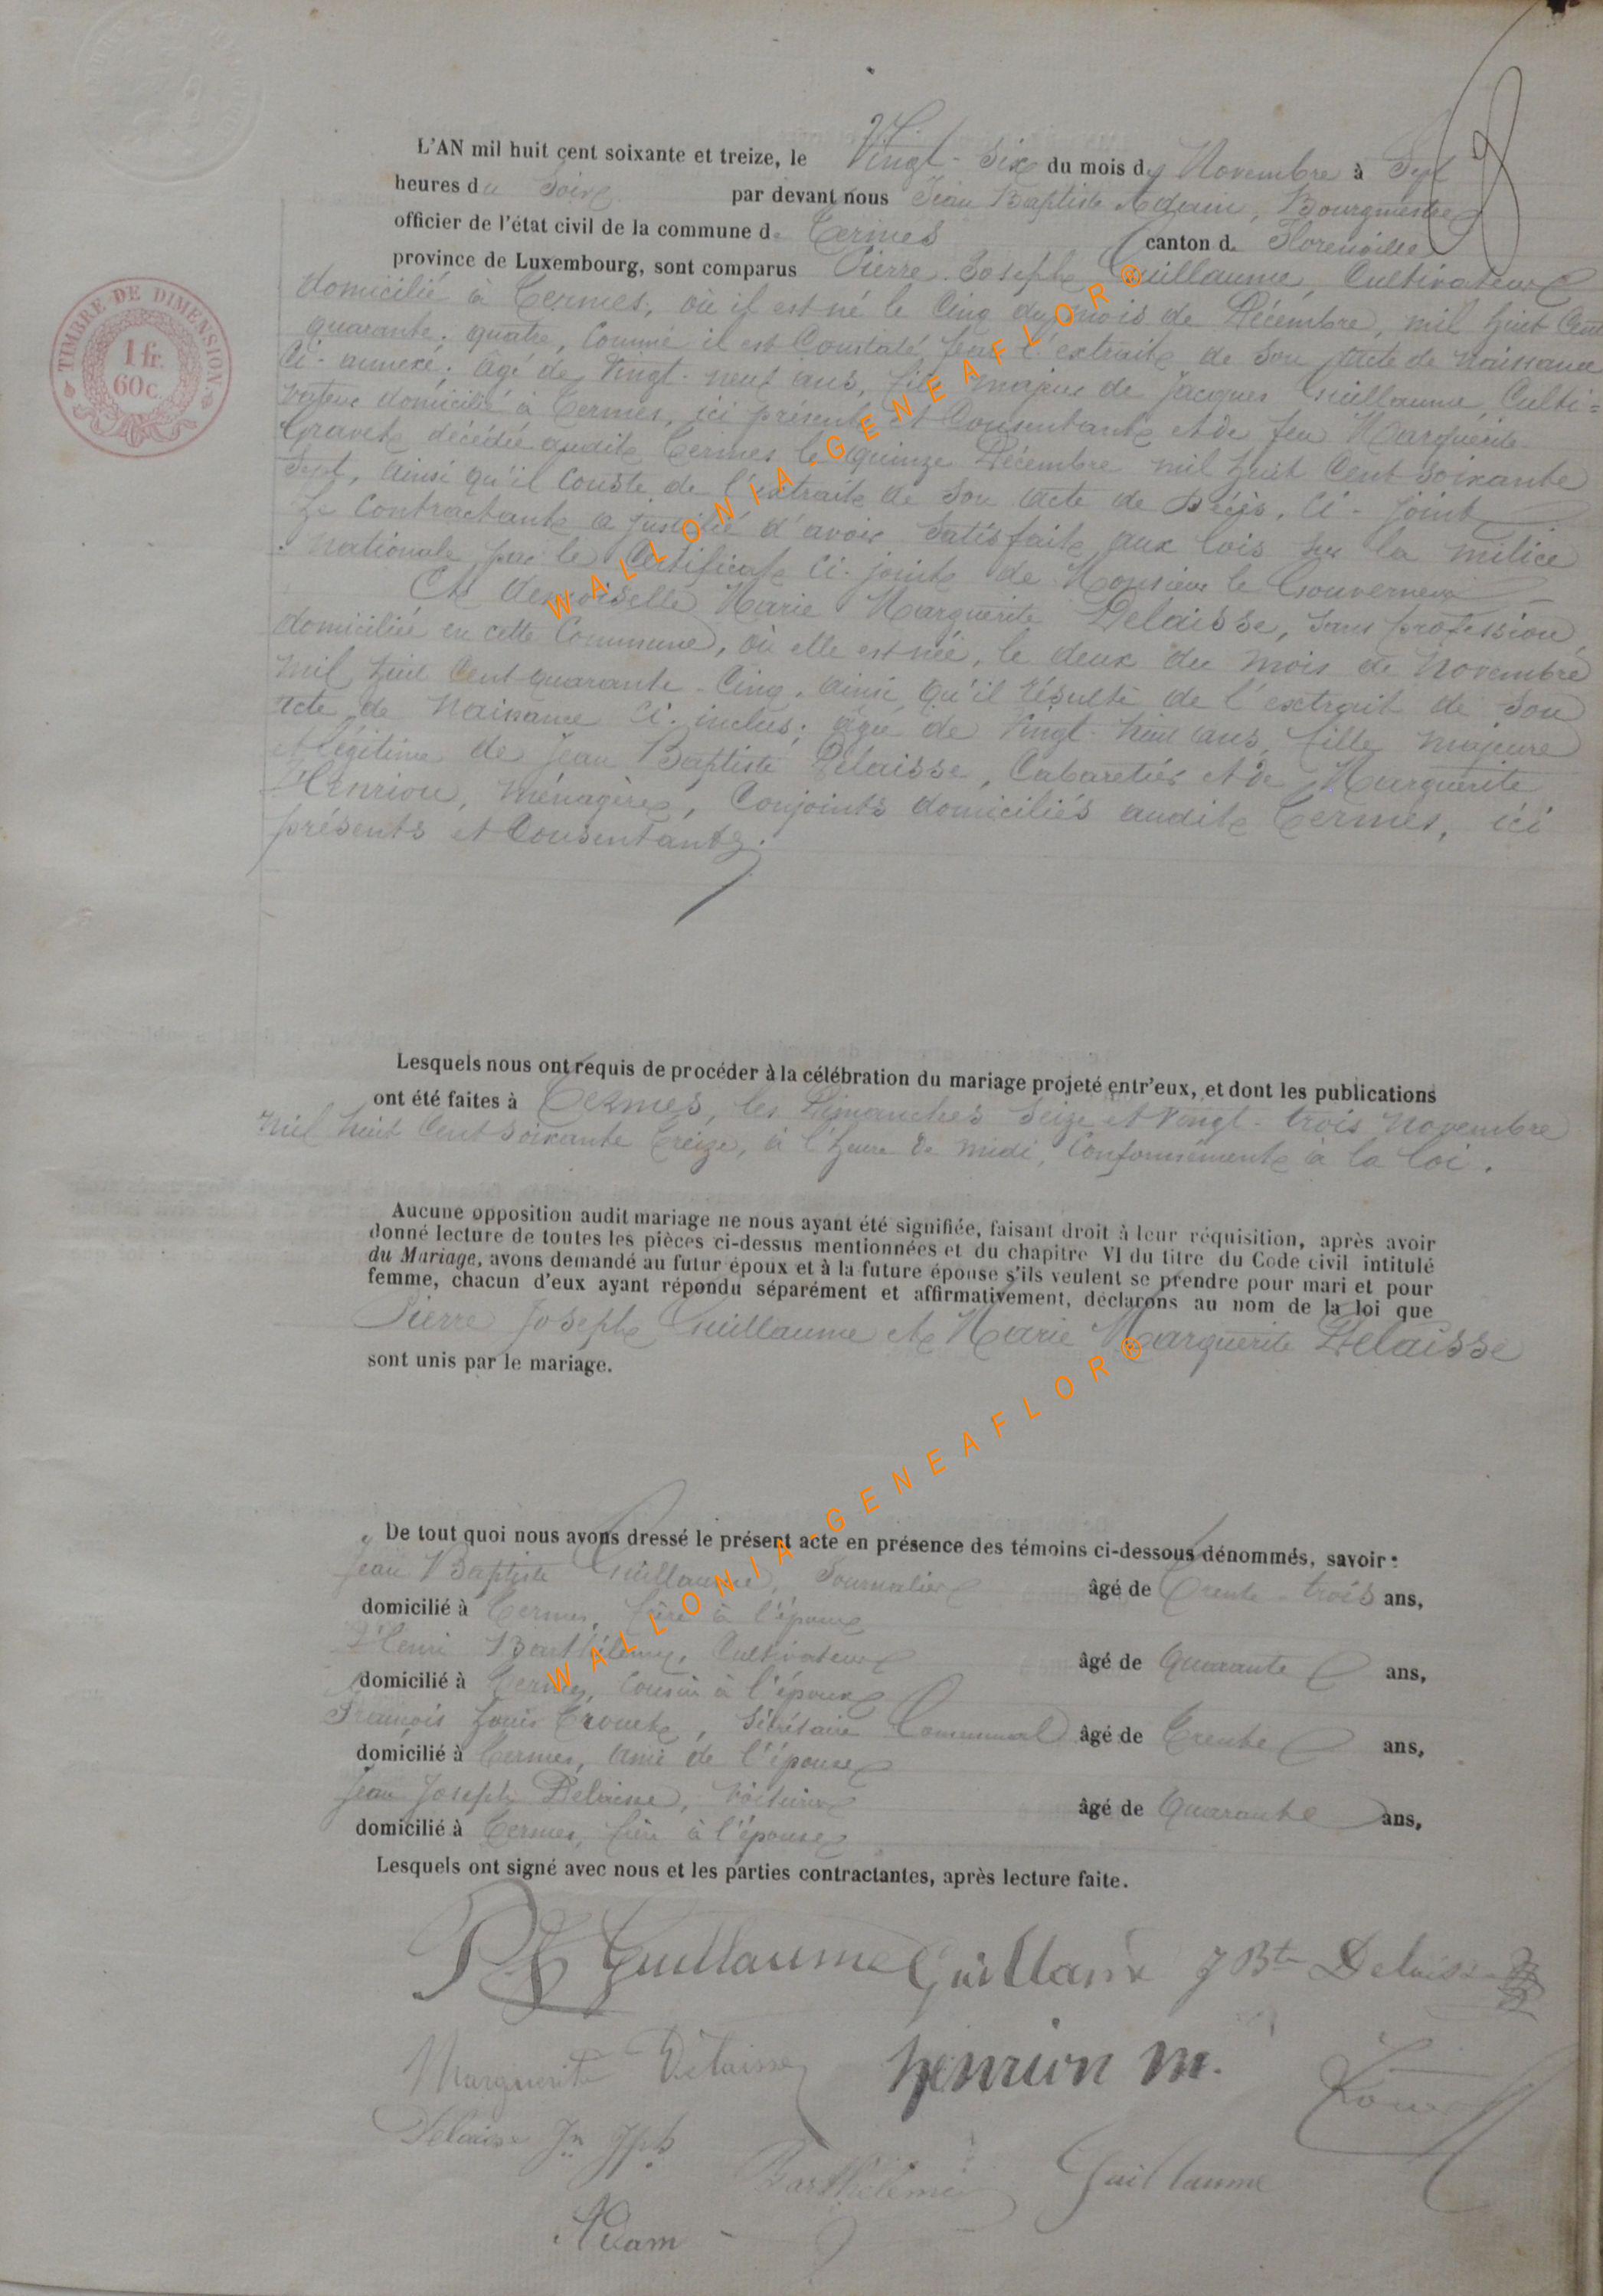 TIMBRE DE DIMENSION
1 fr.
60 c.
L'AN mil huit cent soixante et treize, le Vingt-Six du mois de Novembre à Sept
heures du Soir par devant nous Jean Baptiste Adam, Bourgmestre
officier de l'état civil de la commune de Termes canton de Florenville
province de Luxembourg, sont comparus Pierre Joseph Guillaume, Cultivateur
domicilié à Termes, où il est né le Cinq du mois de Décembre, mil huit Cent
quarante-quatre, Comme il est Constaté par l'extrait de Son acte de naissance
Ci-annexé; âgé de Vingt-neuf ans, fils majeur de Jacques Guillaume, Culti=
vateur domicilié à Termes, ici présent et Consentant et de feu Marguerite
Gravet décédée audit Termes le quinze Décembre mil huit Cent Soixante
Sept, ainsi qu'il Conste de l'extrait de Son acte de Décès, Ci-joint
Le Contractant a justifié d'avoir Satisfait aux lois sur la milice
Nationale par le Certificat Ci-joint de Monsieur le Gouverneur
Et demoiselle Marie Marguerite Delaisse, Sans profession
domiciliée en cette Commune, où elle est née, le deux du mois de Novembre
mil huit Cent quarante-Cinq, ainsi qu'il résulte de l'extrait de Son
acte de Naissance Ci-inclus; âgée de Vingt-huit ans, fille majeure
et légitime de Jean Baptiste Delaisse, Cabaretier et de Marguerite
Henrion, ménagère, Conjoints domiciliés audit Termes, ici
présents et Consentants.
Lesquels nous ont requis de procéder à la célébration du mariage projeté entr'eux, et dont les publications
ont été faites à Termes, les Dimanches Seize et Vingt-trois Novembre
mil huit Cent Soixante Treize, à l'heure de midi, Conformément à la loi.
Aucune opposition audit mariage ne nous ayant été signifiée, faisant droit à leur réquisition, après avoir
donné lecture de toutes les pièces ci-dessus mentionnées et du chapitre VI du titre du Code civil intitulé
du Mariage, avons demandé au futur époux et à la future épouse s'ils veulent se prendre pour mari et pour
femme, chacun d'eux ayant répondu séparément et affirmativement, déclarons au nom de la loi que
Pierre Joseph Guillaume et Marie Marguerite Delaisse
sont unis par le mariage.
De tout quoi nous avons dressé le présent acte en présence des témoins ci-dessous dénommés, savoir:
Jean Baptiste Guillaume, Journalier âgé de Trente-trois ans,
domicilié à Termes, frère à l'époux
Henri Barthélemy, Cultivateur âgé de Quarante ans,
domicilié à Termes, Cousin à l'époux
François Louis, Sécrétaire Communal âgé de Trente ans,
domicilié à Termes, Ami de l'épouse
Jean Joseph Delaisse, Voiturier âgé de Quarante ans,
domicilié à Termes, frère à l'épouse
Lesquels ont signé avec nous et les parties contractantes, après lecture faite.
Guillaume Guillaume J Bte Delaisse
Marguerite Delaisse henrion m.
Delaisse Jn Jph
Barthélemi Guillaume
Adam
WALLONIA-GENEAFLOR®
WALLONIA-GENEAFLOR®